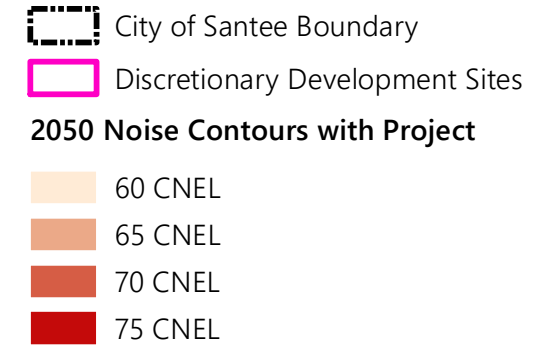 City of Santee Boundary
Discretionary Development Sites
2050 Noise Contours with Project
60 CNEL
65 CNEL
70 CNEL
75 CNEL